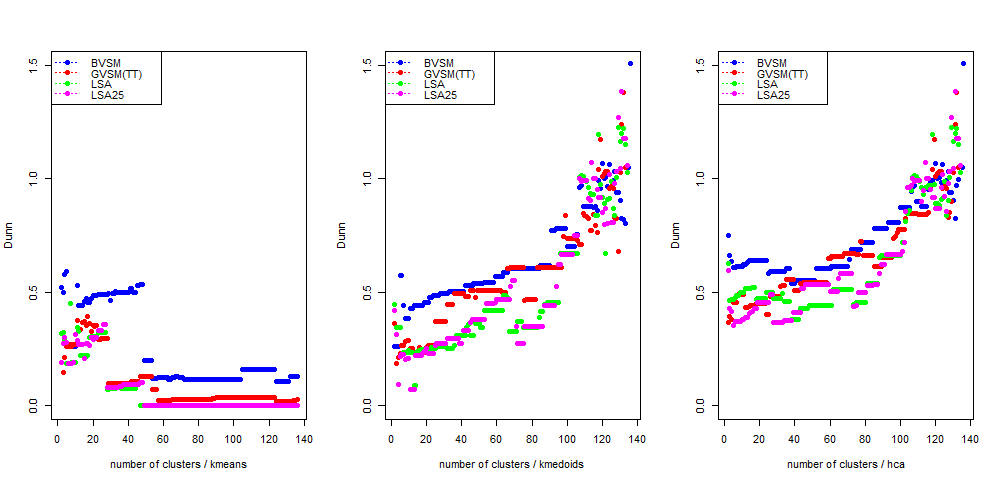 BVSM
GVSM(TT)
LSA
LSA25
Dunn
0.0
0.5
1.0
1.5
0 20 40 60 80 100 120 140
number of clusters / kmeans
BVSM
GVSM(TT)
LSA
LSA25
Dunn
0.0
0.5
1.0
1.5
0 20 40 60 80 100 120 140
number of clusters / kmedoids
BVSM
GVSM(TT)
LSA
LSA25
Dunn
0.0
0.5
1.0
1.5
0 20 40 60 80 100 120 140
number of clusters / hca